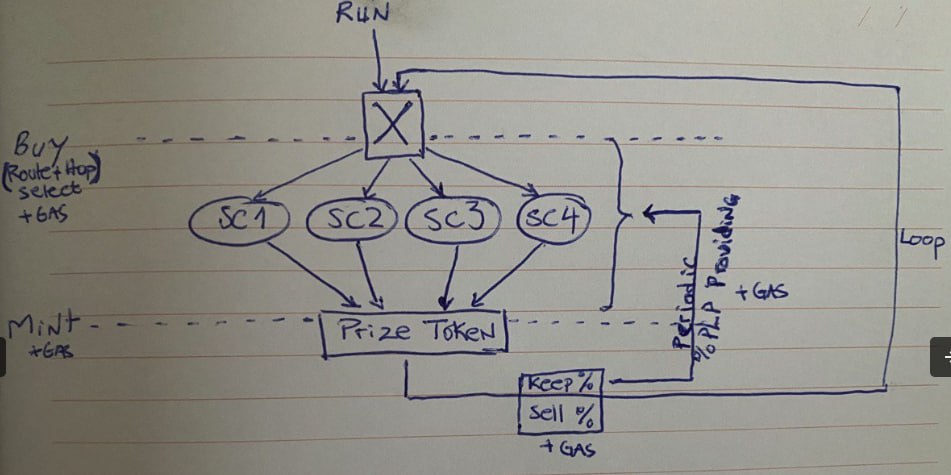 RUN
X
Buy
(Route+Hop)
select
+GAS
SC1
SC2
SC3
SC4
Periodic
% PLP Providing
+GAS
Loop
Mint
+GAS
Prize Token
Keep%
Sell %
+GAS